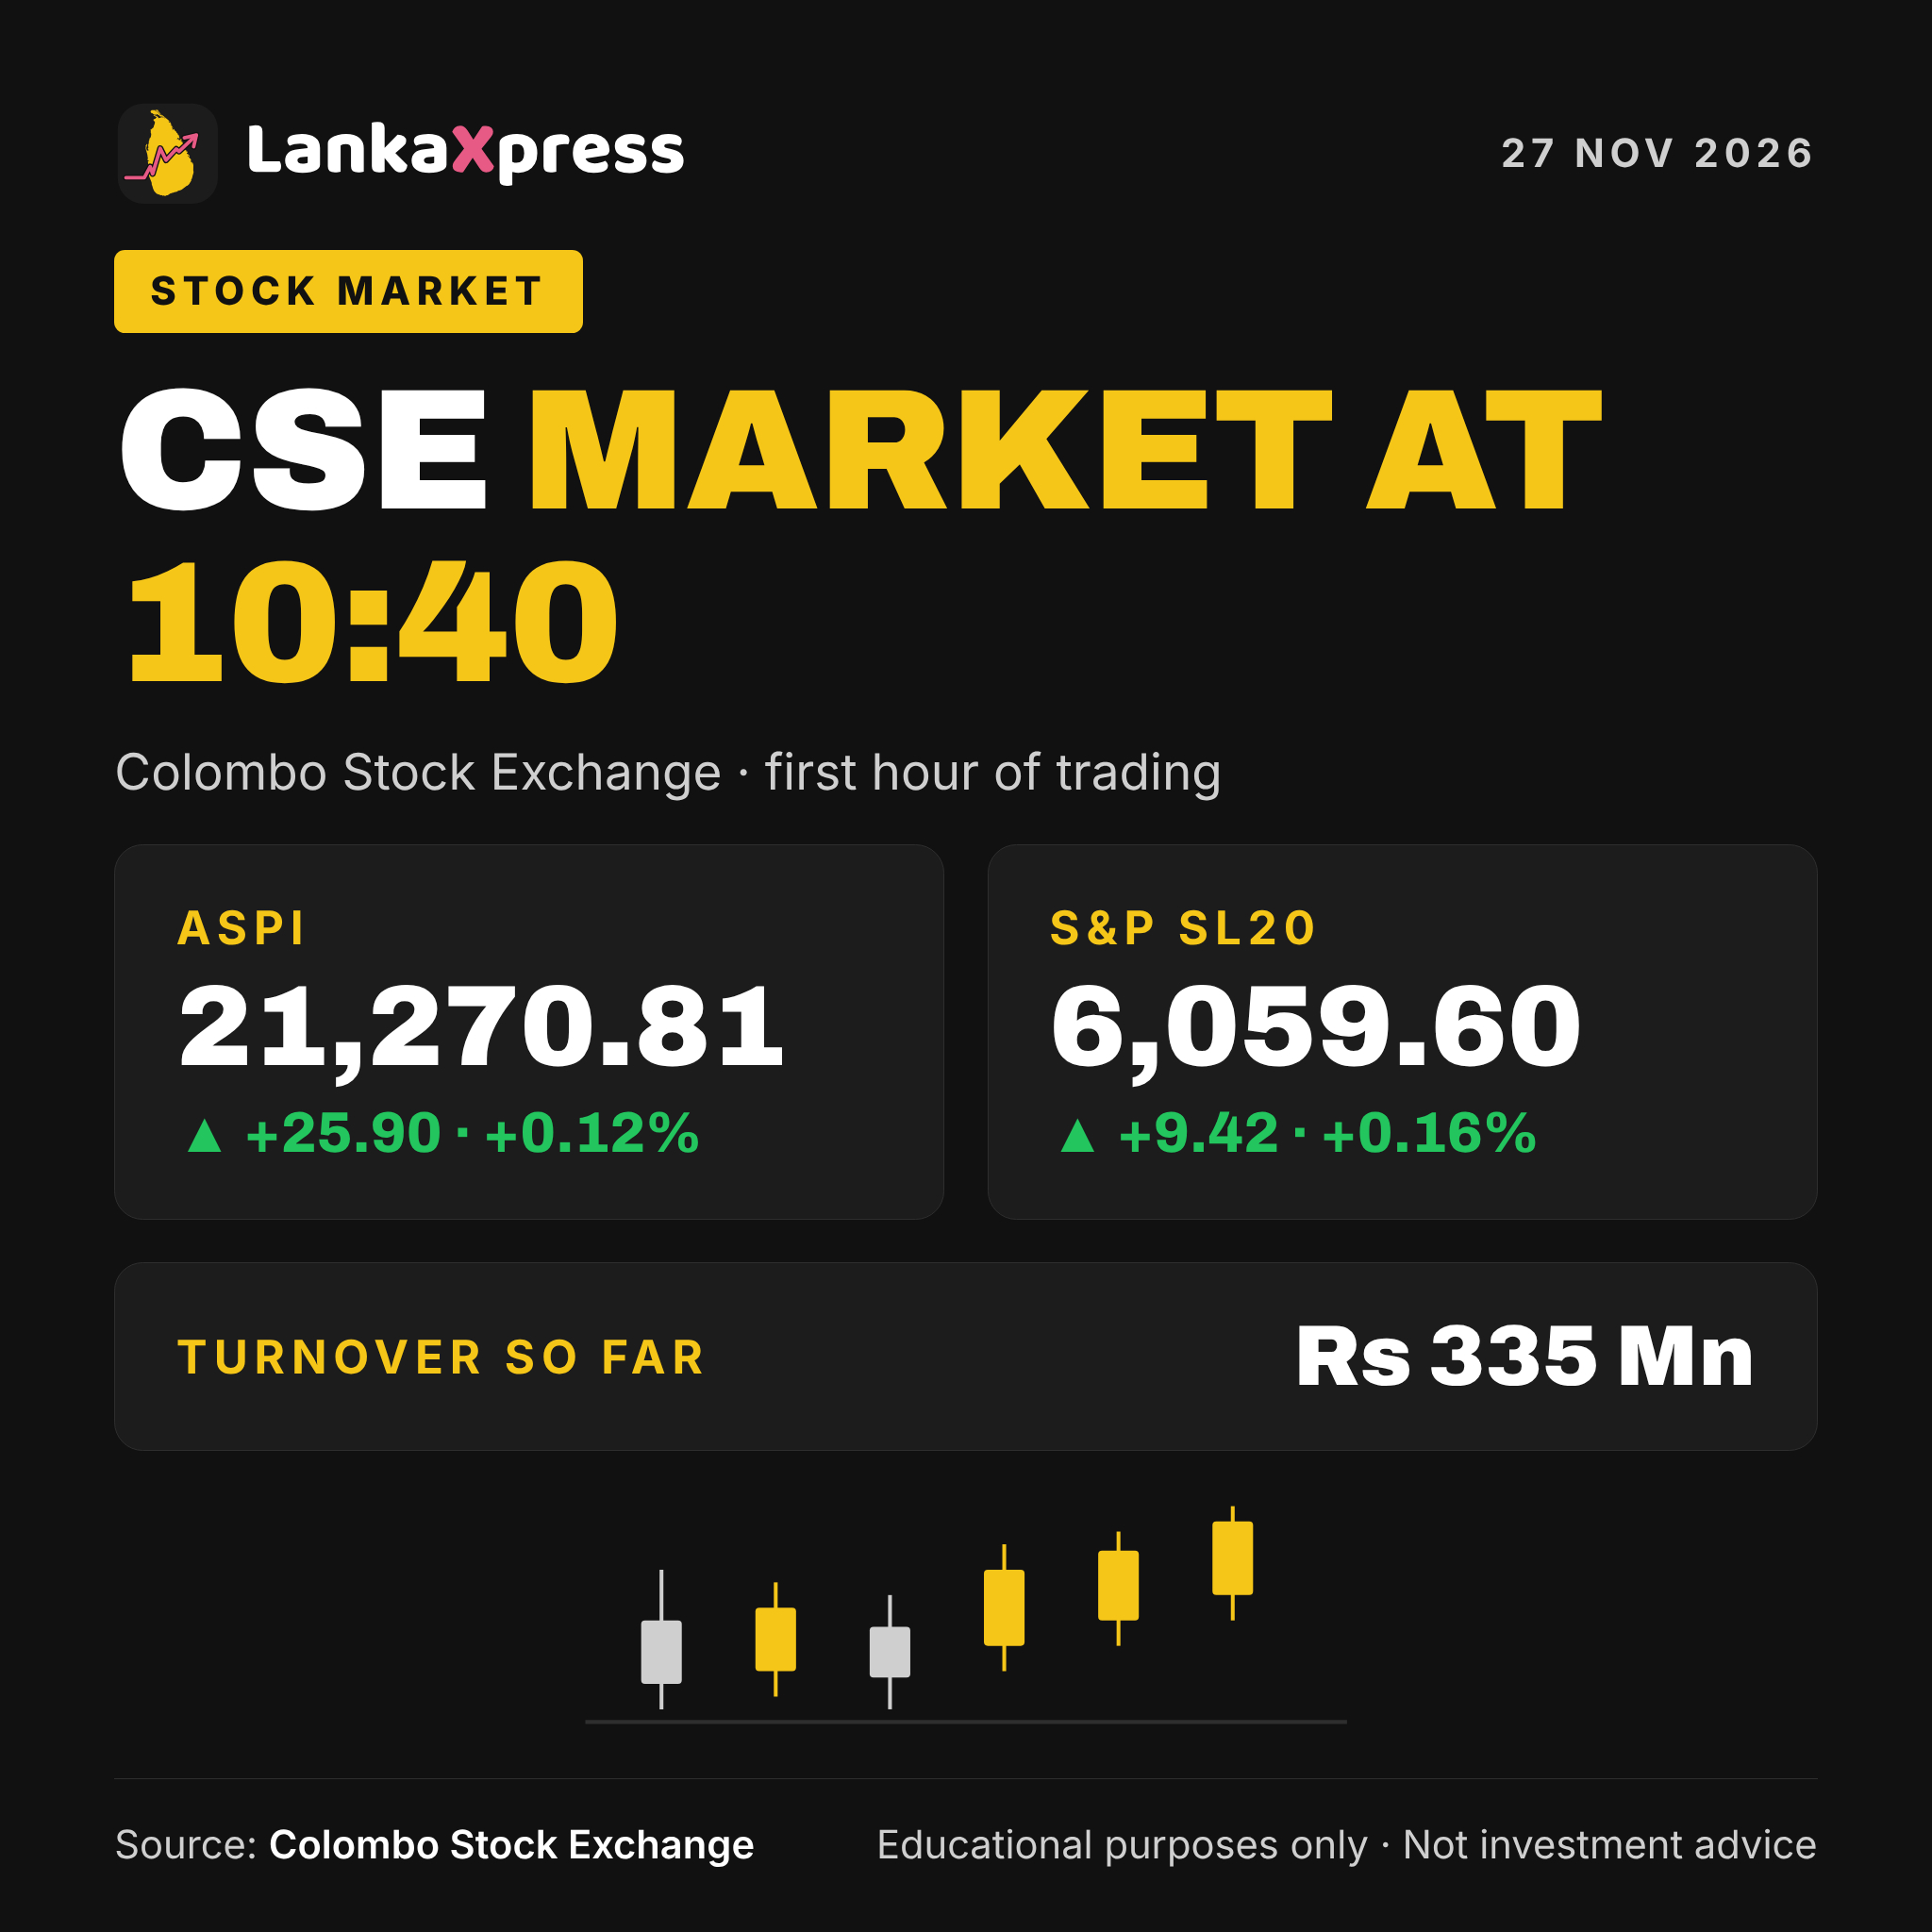 LankaXpress
27 NOV 2026
STOCK MARKET
CSE MARKET AT
10:40
Colombo Stock Exchange · first hour of trading
ASPI
21,270.81
▲ +25.90 · +0.12%
S&P SL20
6,059.60
▲ +9.42 · +0.16%
TURNOVER SO FAR
Rs 335 Mn
Source: Colombo Stock Exchange
Educational purposes only · Not investment advice